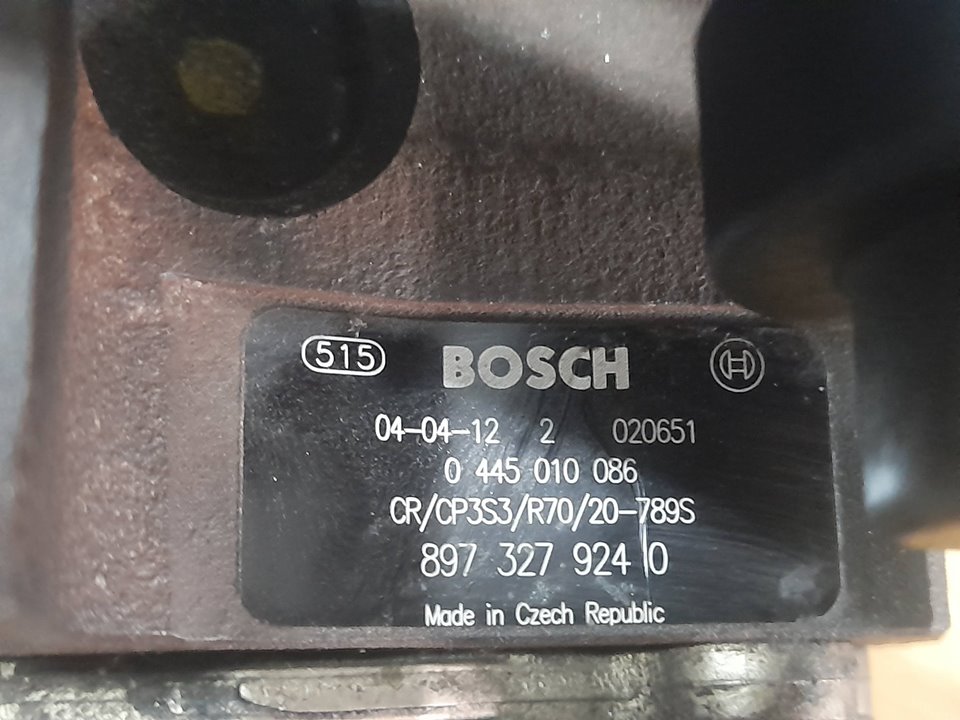 515 BOSCH
04-04-12 2 020651
0 445 010 086
CR/CP3S3/R70/20-789S
897 327 924 0
Made in Czech Republic